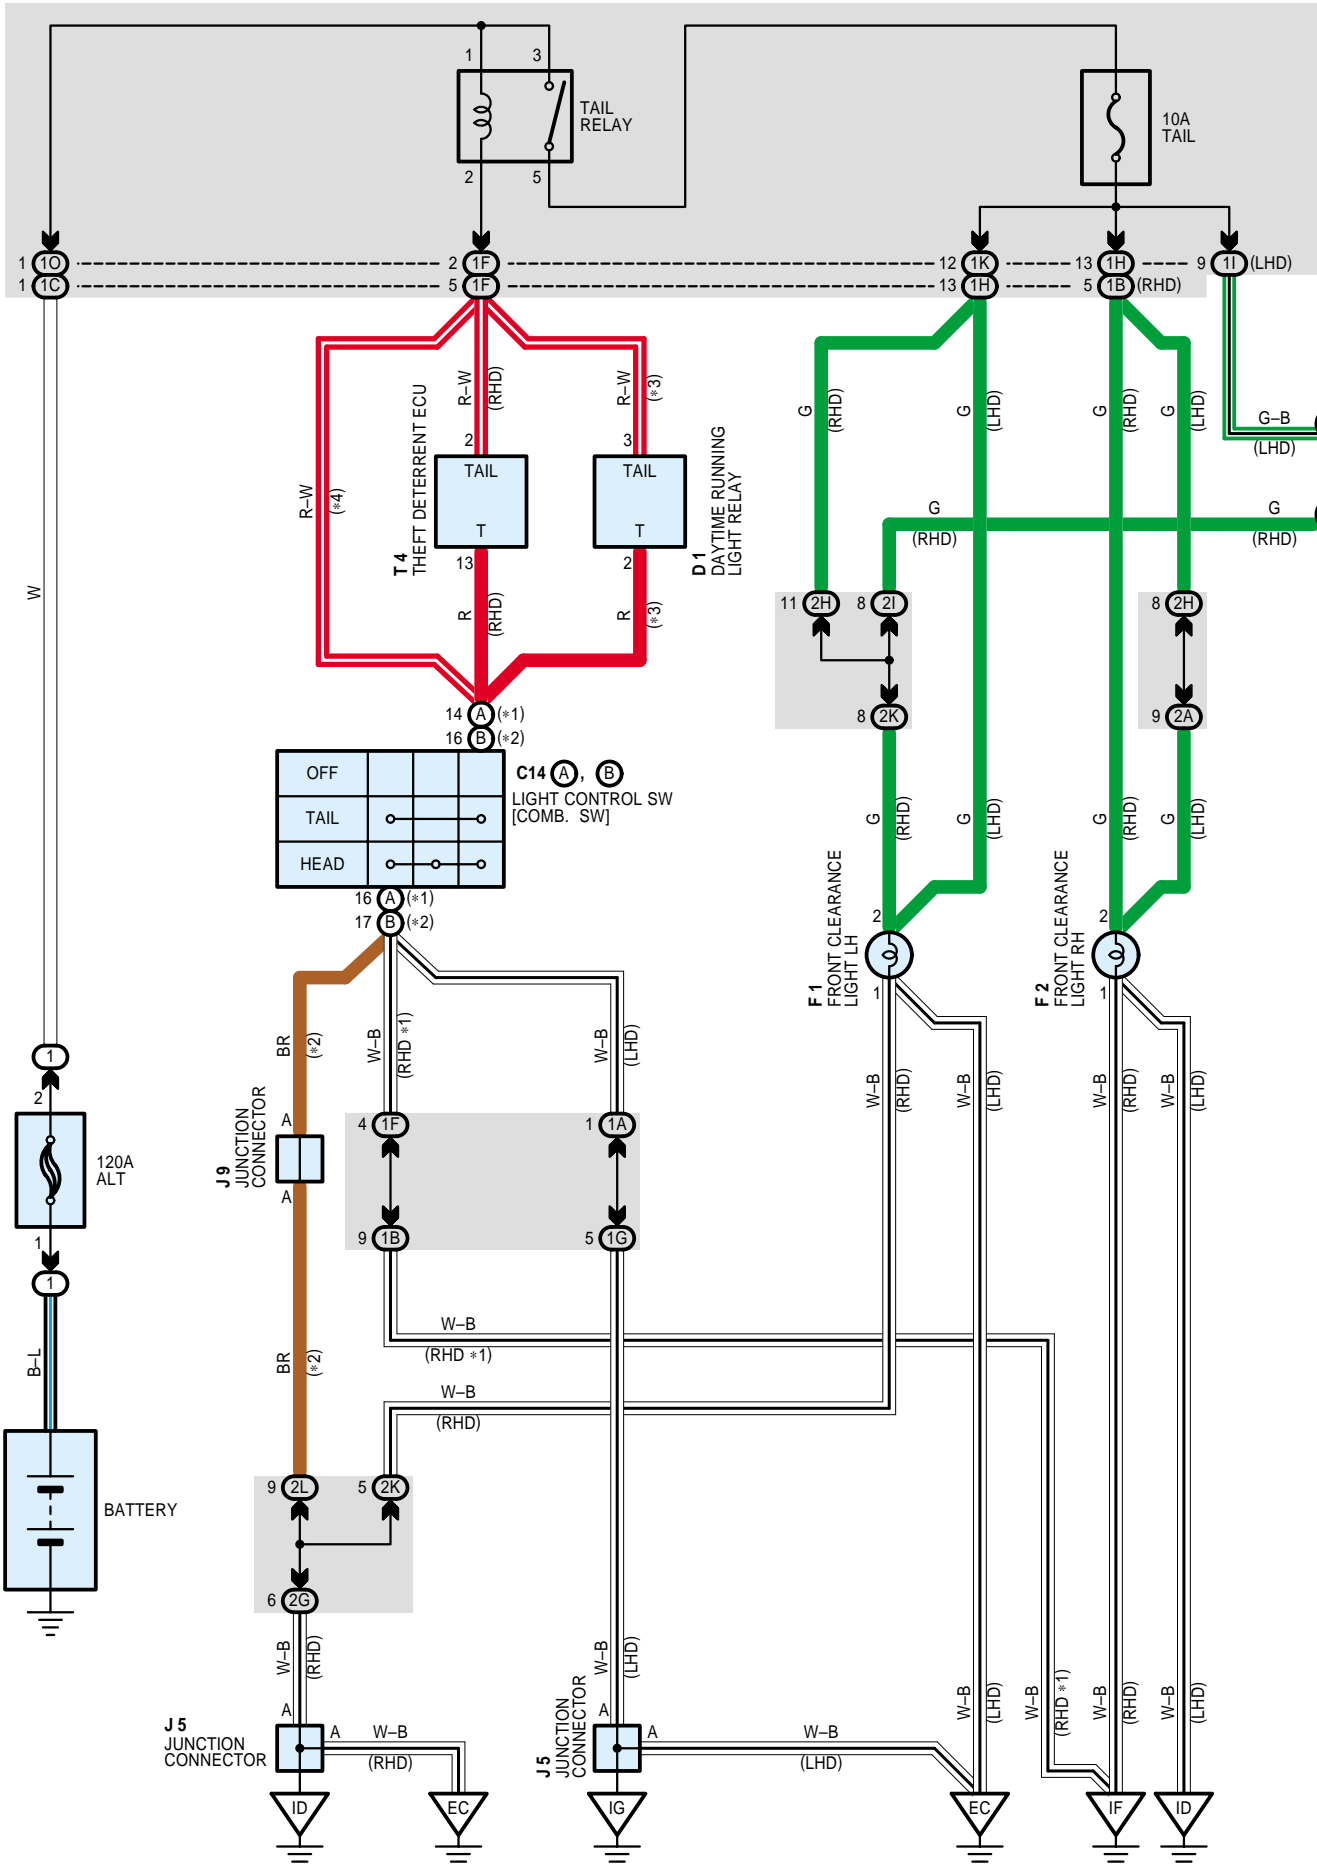 1 3
TAIL
RELAY
2 5
10A
TAIL
1 1O 2 1F 12 1K 13 1H 9 1I (LHD)
1 1C 5 1F 13 1H 5 1B (RHD)
R–W
(RHD)
R–W
(*3)
R–W
(*4)
G
(RHD)
G
(LHD)
G
(RHD)
G
(LHD)
G–B
(LHD)
T 4
THEFT DETERRENT ECU
2
TAIL
T
13
D 1
DAYTIME RUNNING
LIGHT RELAY
3
TAIL
T
2
G
(RHD)
G
(RHD)
W
R
(RHD)
R
(*3)
11 2H 8 2I 8 2H
8 2K 9 2A
14 A (*1)
16 B (*2)
OFF
TAIL
HEAD
C14 A , B
LIGHT CONTROL SW
[COMB. SW]
16 A (*1)
17 B (*2)
G
(RHD)
G
(LHD)
G
(RHD)
G
(LHD)
F 1
FRONT CLEARANCE
LIGHT LH
2
1
F 2
FRONT CLEARANCE
LIGHT RH
2
1
BR
(*2)
W–B
(RHD *1)
W–B
(LHD)
W–B
(RHD)
W–B
(LHD)
W–B
(RHD)
W–B
(LHD)
1
2
120A
ALT
1
1
J 9
JUNCTION
CONNECTOR
A
A
4 1F 1 1A
9 1B 5 1G
B–L
BR
(*2)
W–B
(RHD *1)
W–B
(RHD)
BATTERY
9 2L 5 2K
6 2G
W–B
(RHD)
W–B
(LHD)
W–B
(LHD)
W–B
(RHD *1)
W–B
(RHD)
W–B
(LHD)
J 5
JUNCTION
CONNECTOR
A
A
W–B
(RHD)
J 5
JUNCTION
CONNECTOR
A
A
W–B
(LHD)
ID EC IG EC IF ID